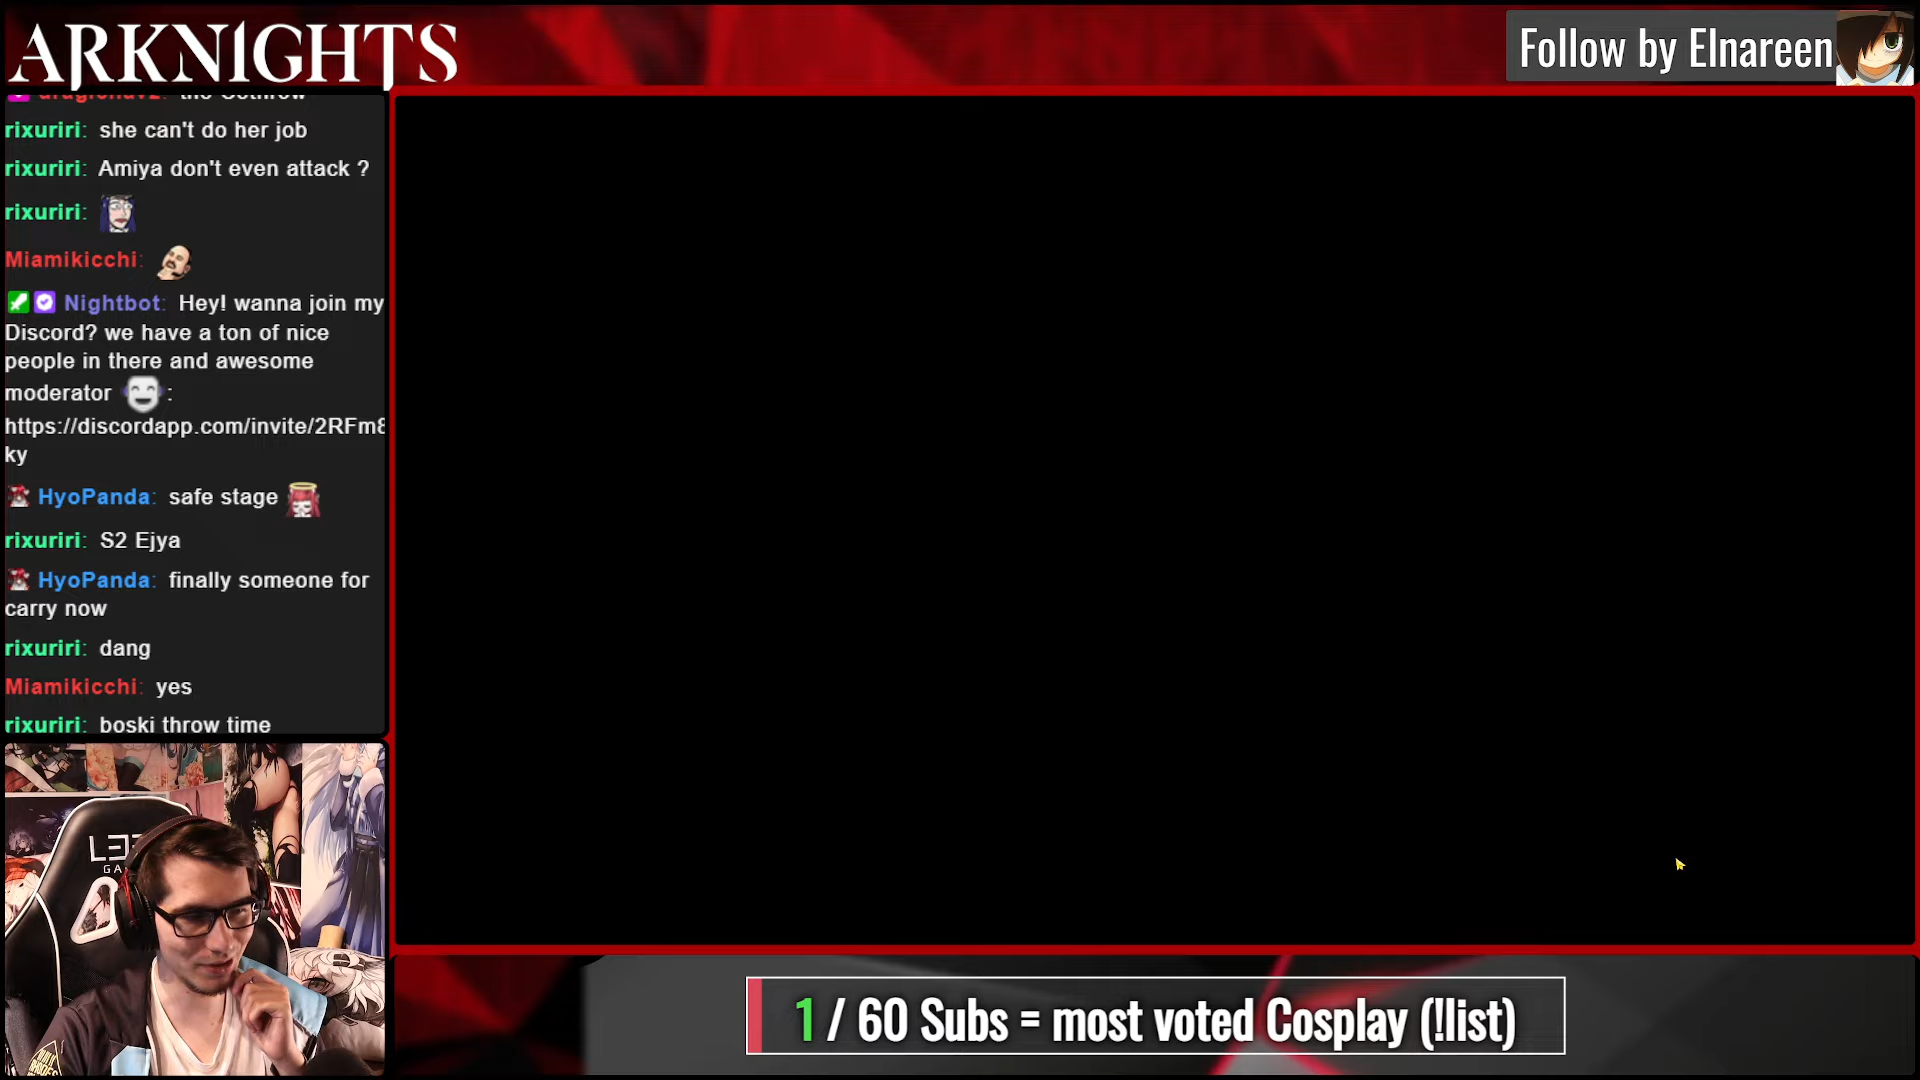 ARKNIGHTS
Follow by Elnareen
rixuriri: she can't do her job
rixuriri: Amiya don't even attack ?
rixuriri:
Miamikicchi:
Nightbot: Hey! wanna join my
Discord? we have a ton of nice
people in there and awesome
moderator :
https://discordapp.com/invite/2RFm8
ky
HyoPanda: safe stage
rixuriri: S2 Ejya
HyoPanda: finally someone for
carry now
rixuriri: dang
Miamikicchi: yes
rixuriri: boski throw time
1 / 60 Subs = most voted Cosplay (!list)